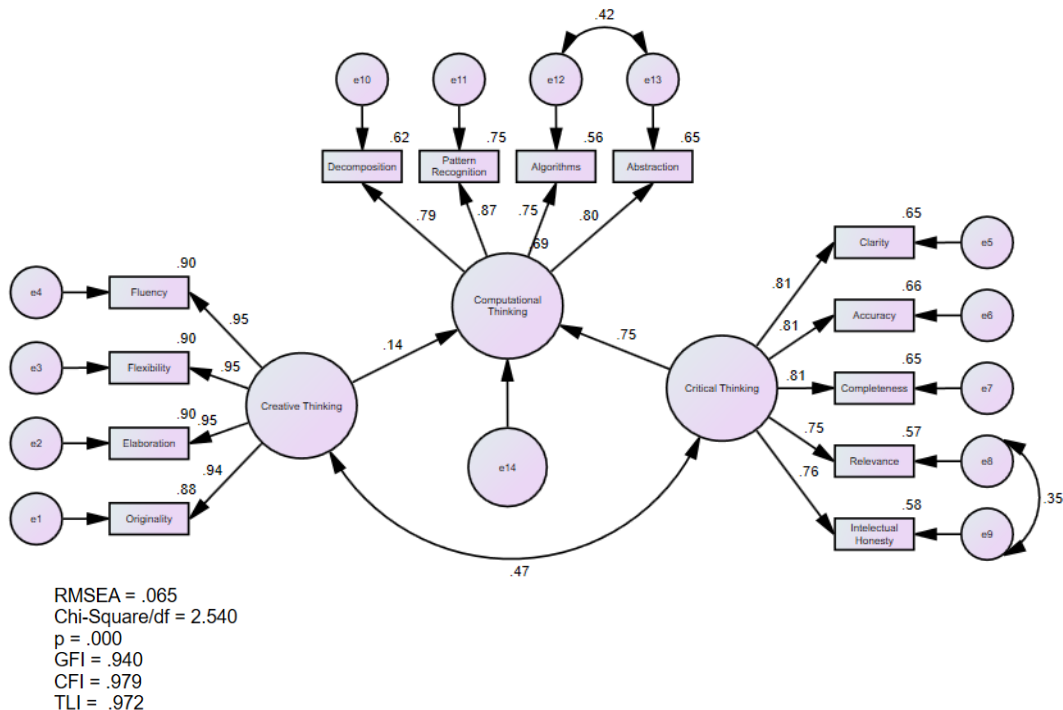 .42
e10
e11
e12
e13
.62
.75
.56
.65
Decomposition
Pattern
Recognition
Algorithms
Abstraction
.79
.87
.75
.80
.69
Computational
Thinking
.65
Clarity
e5
.90
e4
Fluency
.95
.81
.66
Accuracy
e6
.81
.14
.75
.90
e3
Flexibility
.95
.65
Completeness
e7
.81
Creative Thinking
Critical Thinking
.90
e2
Elaboration
.95
.75
.57
Relevance
e8
.94
e14
.76
.88
e1
Originality
.35
.58
Intelectual
Honesty
e9
.47
RMSEA = .065
Chi-Square/df = 2.540
p = .000
GFI = .940
CFI = .979
TLI = .972